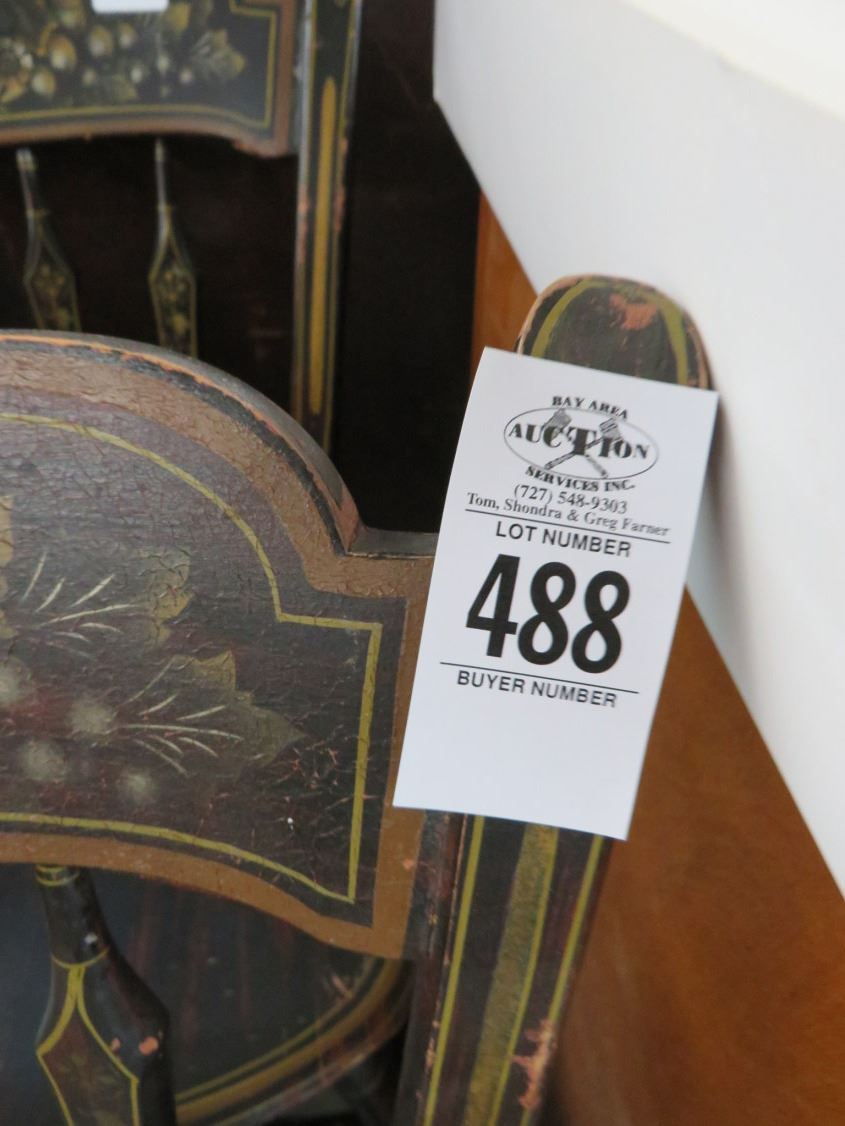 BAY AREA
AUCTION
SERVICES INC.
(727) 548-9303
Tom, Shondra & Greg Farner
LOT NUMBER
488
BUYER NUMBER